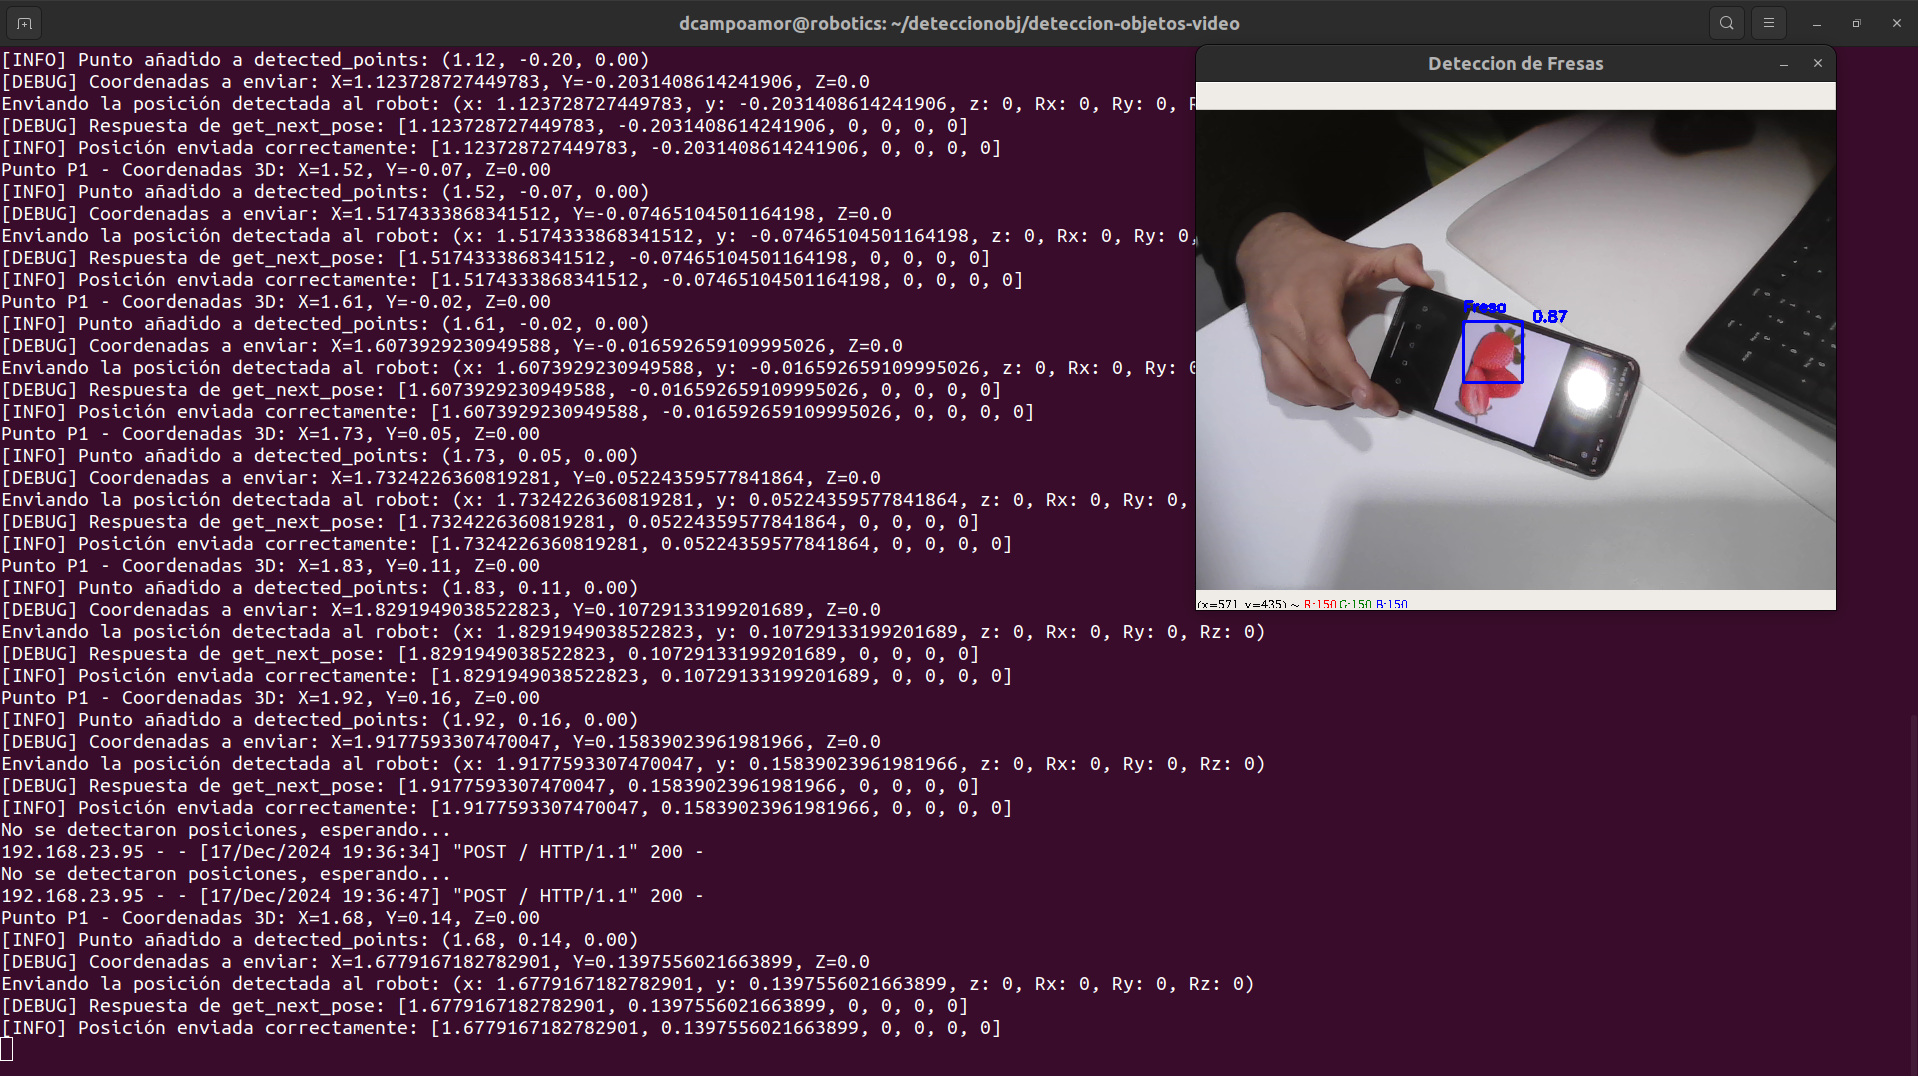 dcampoamor@robotics: ~/deteccionobj/deteccion-objetos-video
[INFO] Punto añadido a detected_points: (1.12, -0.20, 0.00)
[DEBUG] Coordenadas a enviar: X=1.123728727449783, Y=-0.2031408614241906, Z=0.0
Enviando la posición detectada al robot: (x: 1.123728727449783, y: -0.2031408614241906, z: 0, Rx: 0, Ry: 0, R
[DEBUG] Respuesta de get_next_pose: [1.123728727449783, -0.2031408614241906, 0, 0, 0, 0]
[INFO] Posición enviada correctamente: [1.123728727449783, -0.2031408614241906, 0, 0, 0, 0]
Punto P1 - Coordenadas 3D: X=1.52, Y=-0.07, Z=0.00
[INFO] Punto añadido a detected_points: (1.52, -0.07, 0.00)
[DEBUG] Coordenadas a enviar: X=1.5174333868341512, Y=-0.07465104501164198, Z=0.0
Enviando la posición detectada al robot: (x: 1.5174333868341512, y: -0.07465104501164198, z: 0, Rx: 0, Ry: 0,
[DEBUG] Respuesta de get_next_pose: [1.5174333868341512, -0.07465104501164198, 0, 0, 0, 0]
[INFO] Posición enviada correctamente: [1.5174333868341512, -0.07465104501164198, 0, 0, 0, 0]
Punto P1 - Coordenadas 3D: X=1.61, Y=-0.02, Z=0.00
[INFO] Punto añadido a detected_points: (1.61, -0.02, 0.00)
[DEBUG] Coordenadas a enviar: X=1.6073929230949588, Y=-0.016592659109995026, Z=0.0
Enviando la posición detectada al robot: (x: 1.6073929230949588, y: -0.016592659109995026, z: 0, Rx: 0, Ry: 0
[DEBUG] Respuesta de get_next_pose: [1.6073929230949588, -0.016592659109995026, 0, 0, 0, 0]
[INFO] Posición enviada correctamente: [1.6073929230949588, -0.016592659109995026, 0, 0, 0, 0]
Punto P1 - Coordenadas 3D: X=1.73, Y=0.05, Z=0.00
[INFO] Punto añadido a detected_points: (1.73, 0.05, 0.00)
[DEBUG] Coordenadas a enviar: X=1.7324226360819281, Y=0.05224359577841864, Z=0.0
Enviando la posición detectada al robot: (x: 1.7324226360819281, y: 0.05224359577841864, z: 0, Rx: 0, Ry: 0,
[DEBUG] Respuesta de get_next_pose: [1.7324226360819281, 0.05224359577841864, 0, 0, 0, 0]
[INFO] Posición enviada correctamente: [1.7324226360819281, 0.05224359577841864, 0, 0, 0, 0]
Punto P1 - Coordenadas 3D: X=1.83, Y=0.11, Z=0.00
[INFO] Punto añadido a detected_points: (1.83, 0.11, 0.00)
[DEBUG] Coordenadas a enviar: X=1.8291949038522823, Y=0.10729133199201689, Z=0.0
Enviando la posición detectada al robot: (x: 1.8291949038522823, y: 0.10729133199201689, z: 0, Rx: 0, Ry: 0, Rz: 0)
[DEBUG] Respuesta de get_next_pose: [1.8291949038522823, 0.10729133199201689, 0, 0, 0, 0]
[INFO] Posición enviada correctamente: [1.8291949038522823, 0.10729133199201689, 0, 0, 0, 0]
Punto P1 - Coordenadas 3D: X=1.92, Y=0.16, Z=0.00
[INFO] Punto añadido a detected_points: (1.92, 0.16, 0.00)
[DEBUG] Coordenadas a enviar: X=1.9177593307470047, Y=0.15839023961981966, Z=0.0
Enviando la posición detectada al robot: (x: 1.9177593307470047, y: 0.15839023961981966, z: 0, Rx: 0, Ry: 0, Rz: 0)
[DEBUG] Respuesta de get_next_pose: [1.9177593307470047, 0.15839023961981966, 0, 0, 0, 0]
[INFO] Posición enviada correctamente: [1.9177593307470047, 0.15839023961981966, 0, 0, 0, 0]
No se detectaron posiciones, esperando...
192.168.23.95 - - [17/Dec/2024 19:36:34] "POST / HTTP/1.1" 200 -
No se detectaron posiciones, esperando...
192.168.23.95 - - [17/Dec/2024 19:36:47] "POST / HTTP/1.1" 200 -
Punto P1 - Coordenadas 3D: X=1.68, Y=0.14, Z=0.00
[INFO] Punto añadido a detected_points: (1.68, 0.14, 0.00)
[DEBUG] Coordenadas a enviar: X=1.6779167182782901, Y=0.1397556021663899, Z=0.0
Enviando la posición detectada al robot: (x: 1.6779167182782901, y: 0.1397556021663899, z: 0, Rx: 0, Ry: 0, Rz: 0)
[DEBUG] Respuesta de get_next_pose: [1.6779167182782901, 0.1397556021663899, 0, 0, 0, 0]
[INFO] Posición enviada correctamente: [1.6779167182782901, 0.1397556021663899, 0, 0, 0, 0]
Deteccion de Fresas
Fresa
0.87
(x=571, y=435) ~ R:150 G:150 B:150